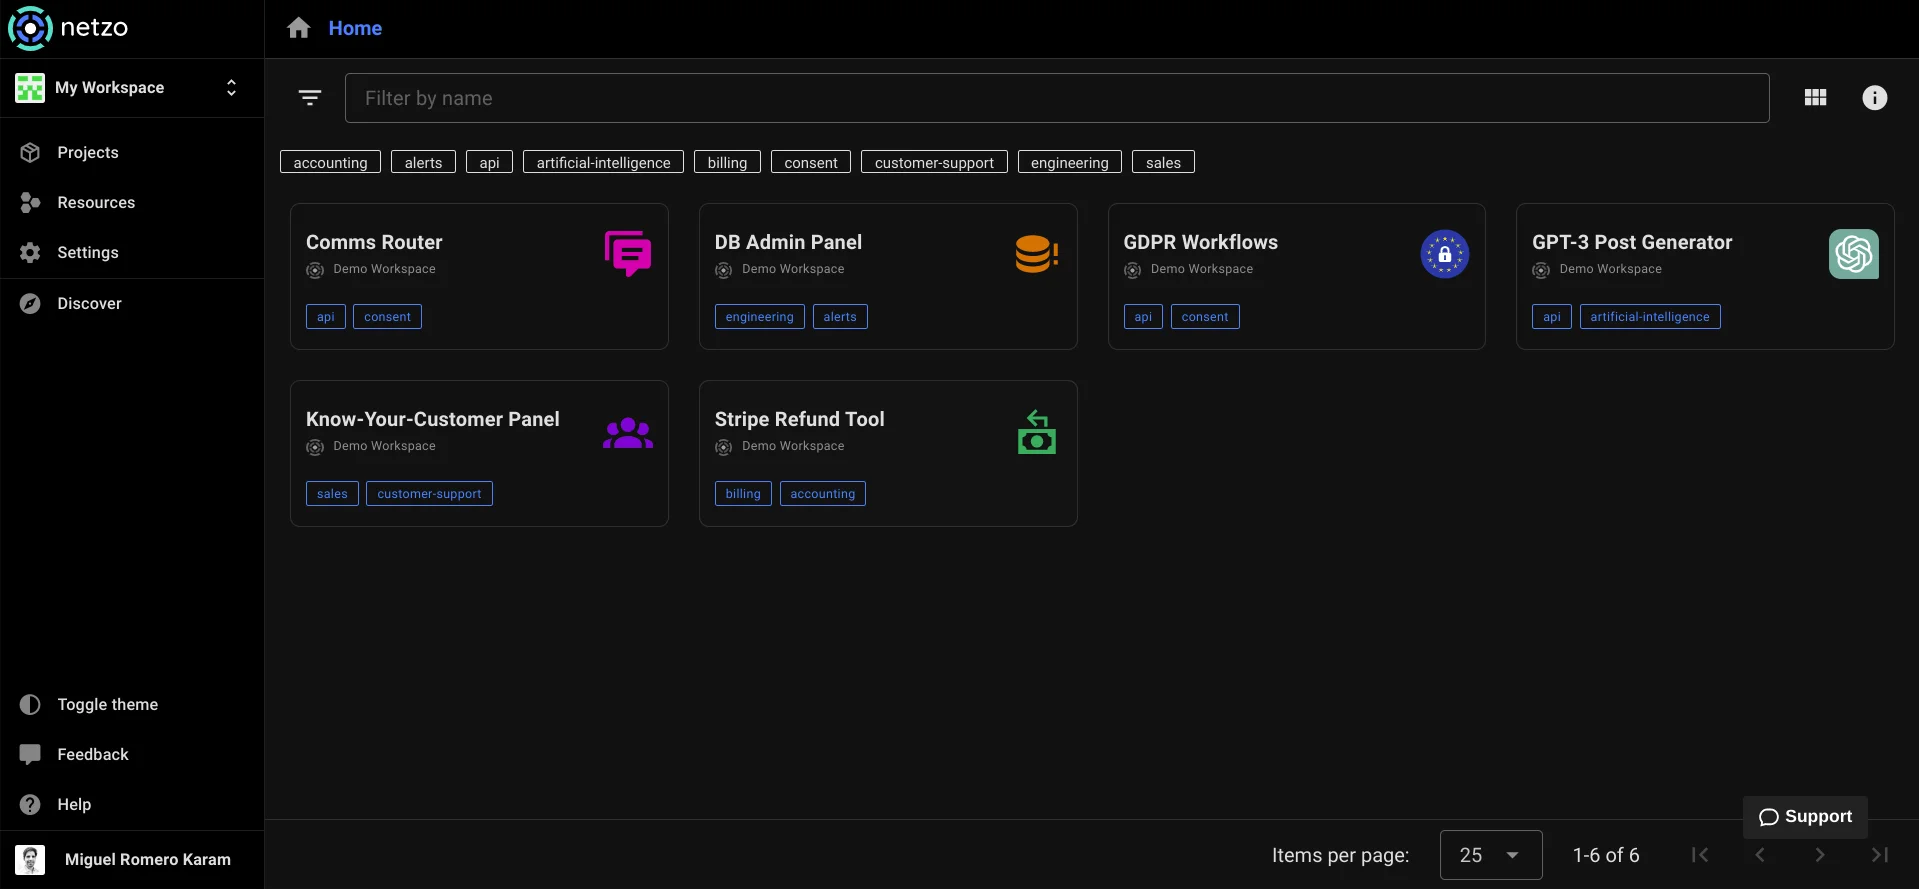 netzo
My Workspace
Projects
Resources
Settings
Discover
Toggle theme
Feedback
Help
Miguel Romero Karam
Home
Filter by name
accounting
alerts
api
artificial-intelligence
billing
consent
customer-support
engineering
sales
Comms Router
Demo Workspace
api
consent
DB Admin Panel
Demo Workspace
engineering
alerts
GDPR Workflows
Demo Workspace
api
consent
GPT-3 Post Generator
Demo Workspace
api
artificial-intelligence
Know-Your-Customer Panel
Demo Workspace
sales
customer-support
Stripe Refund Tool
Demo Workspace
billing
accounting
Support
Items per page:
25
1-6 of 6